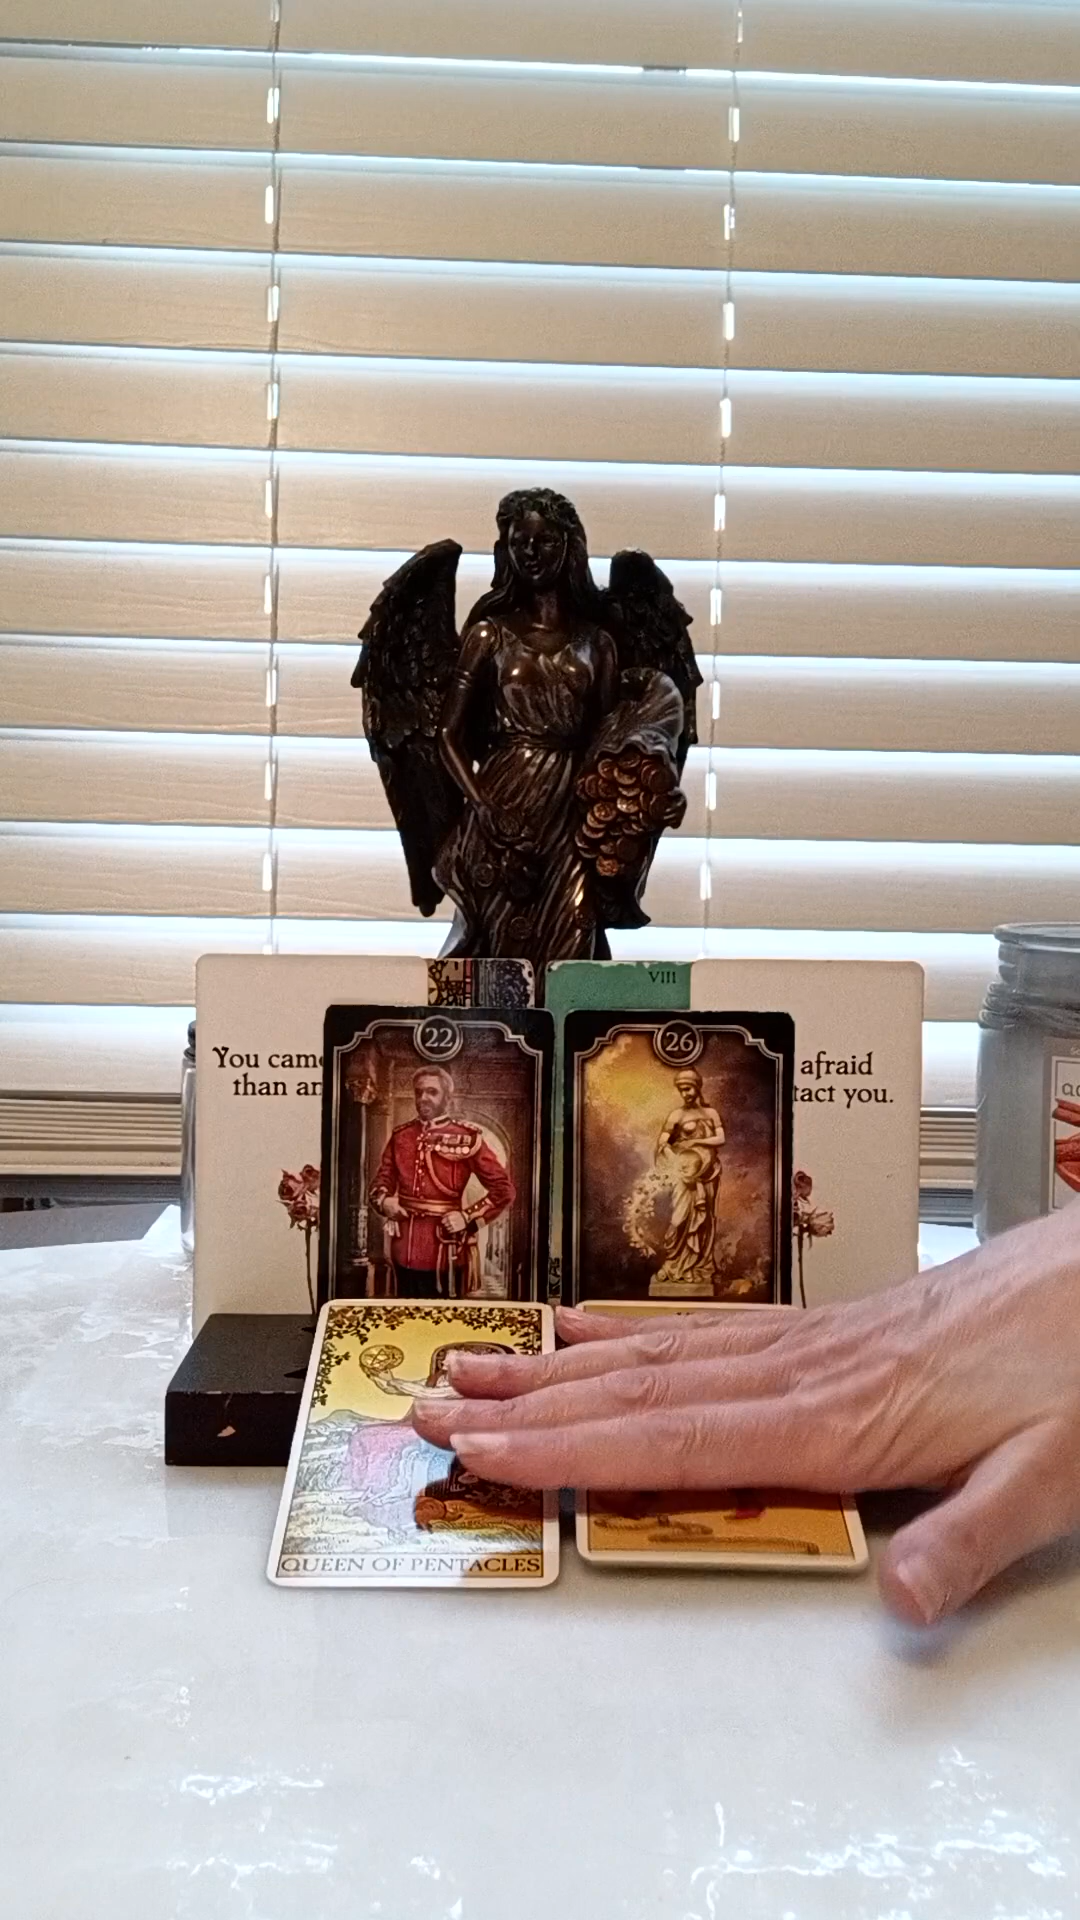 VIII
You came
than an
afraid
tact you.
22
26
QUEEN OF PENTACLES